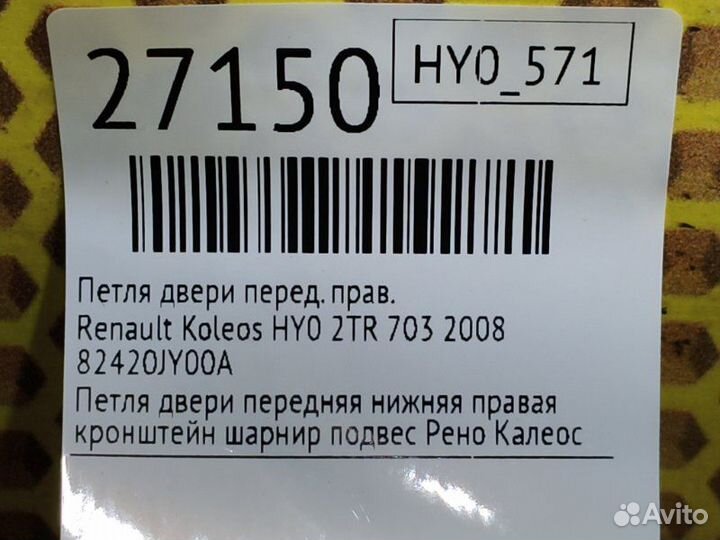 27150
HY0_571
Петля двери перед. прав.
Renault Koleos HY0 2TR 703 2008
82420JY00A
Петля двери передняя нижняя правая
кронштейн шарнир подвес Рено Калеос
Avito